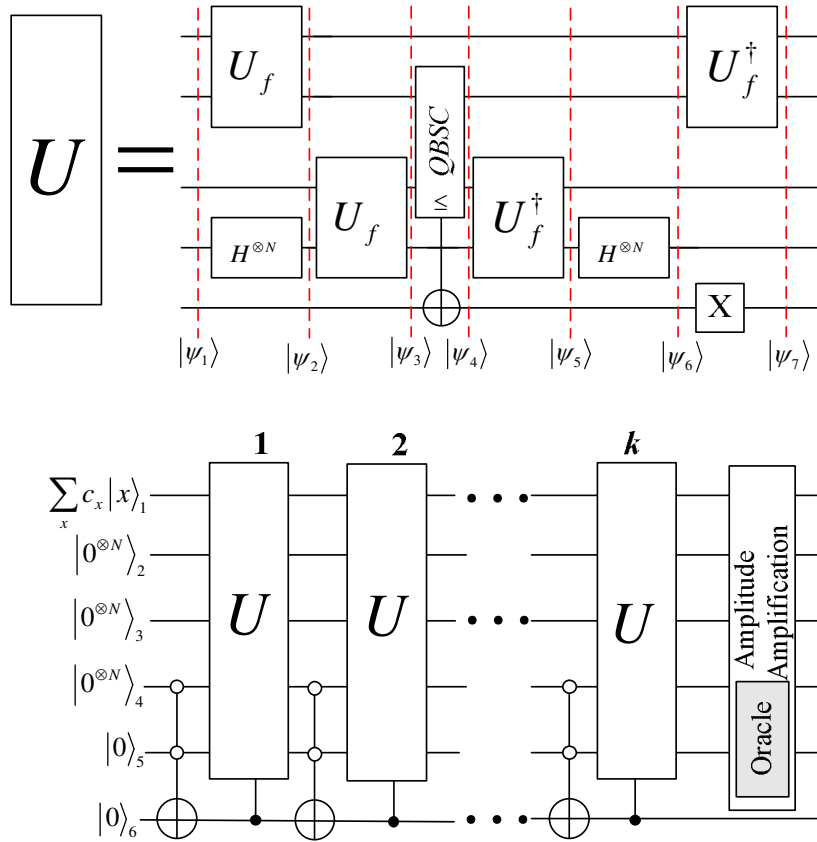 U = 
U_f
U_f^†
≤ QBSC
U_f
U_f^†
H^{⊗N}
H^{⊗N}
X
|ψ_1⟩ |ψ_2⟩ |ψ_3⟩ |ψ_4⟩ |ψ_5⟩ |ψ_6⟩ |ψ_7⟩
1 2 k
∑_x c_x |x⟩_1
|0^{⊗N}⟩_2
|0^{⊗N}⟩_3
|0^{⊗N}⟩_4
|0⟩_5
|0⟩_6
U U U
Amplitude
Amplification
Oracle